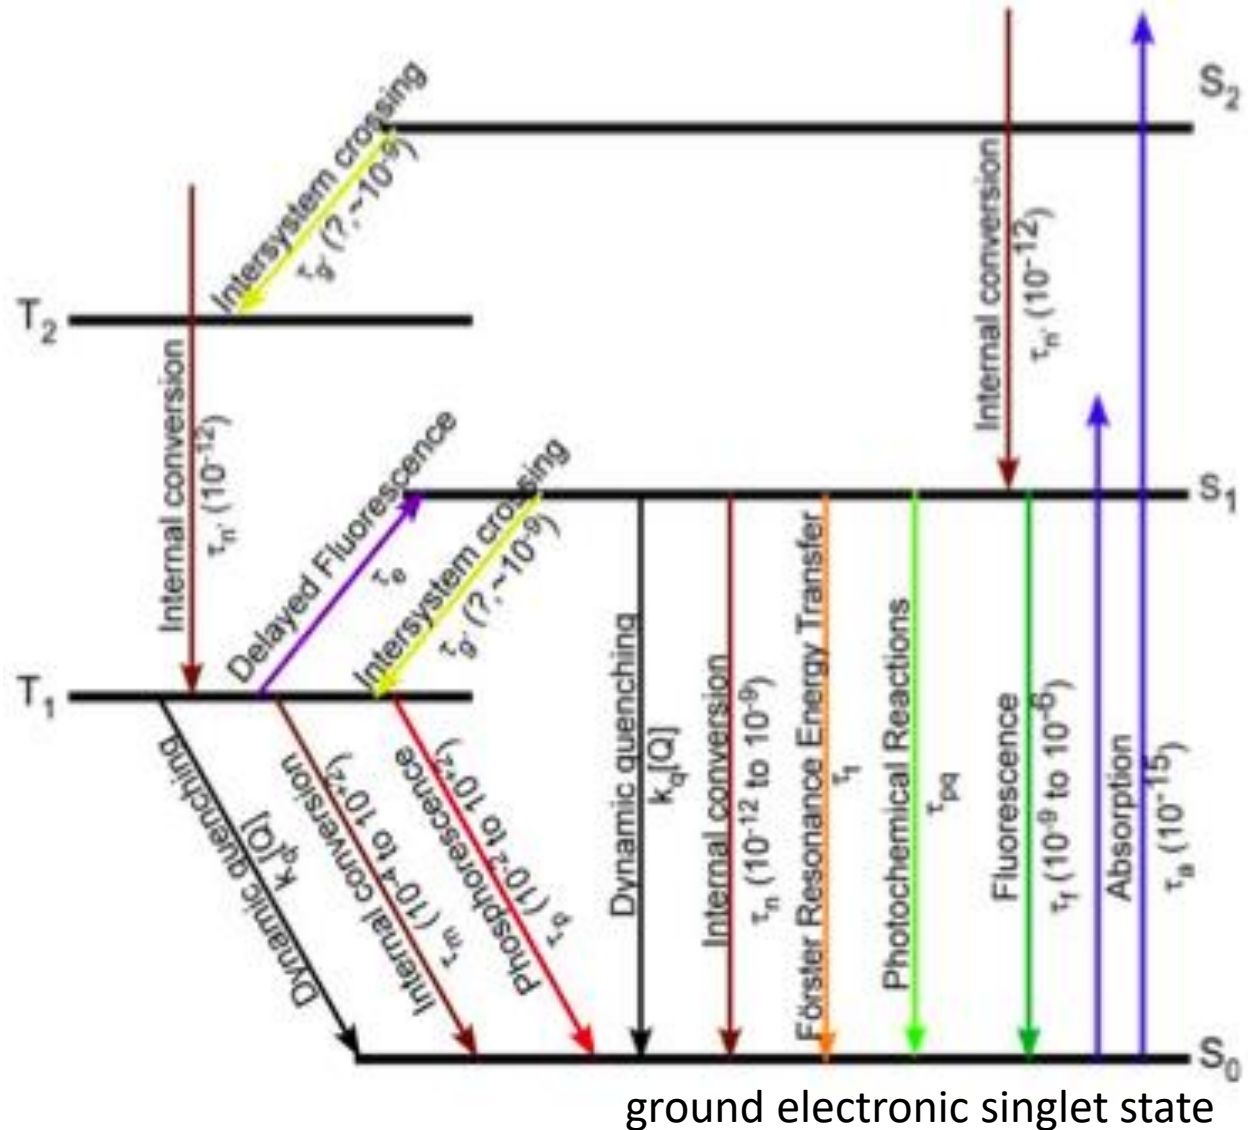 S₂
Intersystem crossing
τg' (?,~10⁻⁹)
Internal conversion
τn' (10⁻¹²)
T₂
Internal conversion
τn' (10⁻¹²)
Delayed Fluorescence
τe
Intersystem crossing
τg' (?,~10⁻⁹)
S₁
T₁
Dynamic quenching
kq[Q]
Internal conversion
τm (10-4 to 10⁺²)
Phosphorescence
τp (10-2 to 10⁺²)
Dynamic quenching
kq[Q]
Internal conversion
τn (10⁻¹² to 10⁻⁹)
Förster Resonance Energy Transfer
Photochemical Reactions
τpq
Fluorescence
τf (10⁻⁹ to 10⁻⁶)
Absorption
τa (10⁻¹⁵)
S₀
ground electronic singlet state